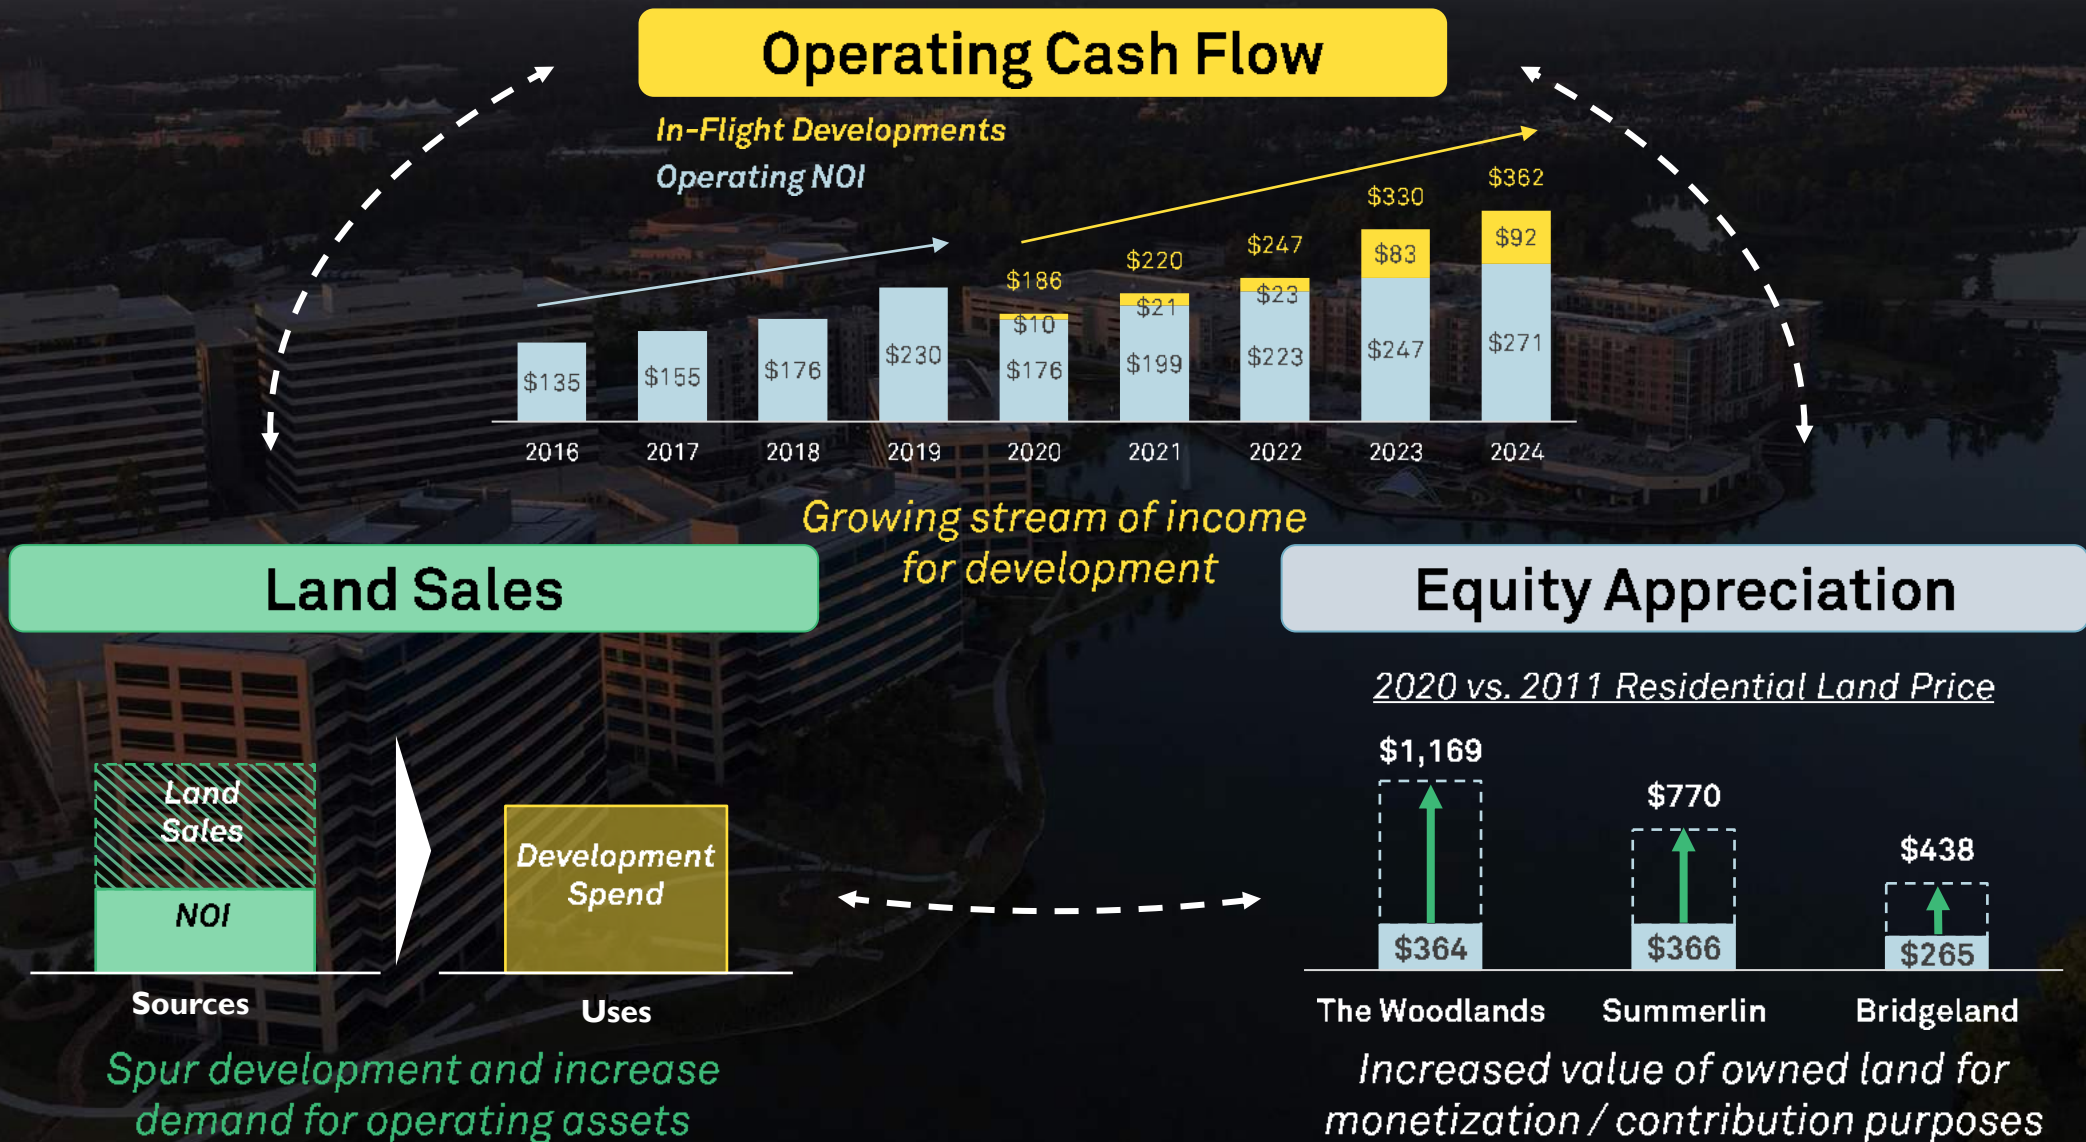 Operating Cash Flow
In-Flight Developments
Operating NOI
$362
$330
$92
$247
$83
$220
$186
$23
$21
$10
$230
$271
$247
$223
$199
$176
$176
$155
$135
2016 2017 2018 2019 2020 2021 2022 2023 2024
Growing stream of income
for development
Land Sales
Land
Sales
NOI
Development
Spend
Sources
Uses
Spur development and increase
demand for operating assets
Equity Appreciation
2020 vs. 2011 Residential Land Price
$1,169
$770
$438
$364
$366
$265
The Woodlands Summerlin Bridgeland
Increased value of owned land for
monetization / contribution purposes